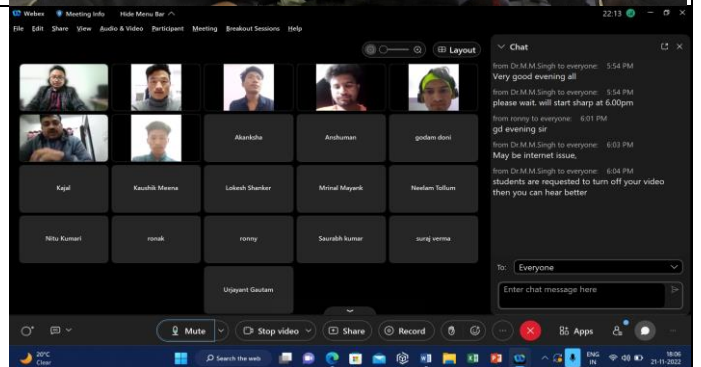 Webex Meeting Info Hide Menu Bar 22:13
File Edit Share View Audio & Video Participant Meeting Breakout Sessions Help
Layout
Chat
from Dr.M.M.Singh to everyone: 5:54 PM
Very good evening all
from Dr.M.M.Singh to everyone: 5:54 PM
please wait. will start sharp at 6.00pm
from ronny to everyone: 6:01 PM
gd evening sir
from Dr.M.M.Singh to everyone: 6:03 PM
May be internet issue,
from Dr.M.M.Singh to everyone: 6:04 PM
students are requested to turn off your video
then you can hear better
Akanksha Anshuman godam doni
Kajal Kaushik Meena Lokesh Shanker Mrinal Mayank Neelam Tollum
Nitu Kumari ronak ronny Saurabh kumar suraj verma
Urjayant Gautam
To: Everyone
Enter chat message here
Mute Stop video Share Record Apps
20°C
Clear
Search the web
ENG
IN
18:06
21-11-2022